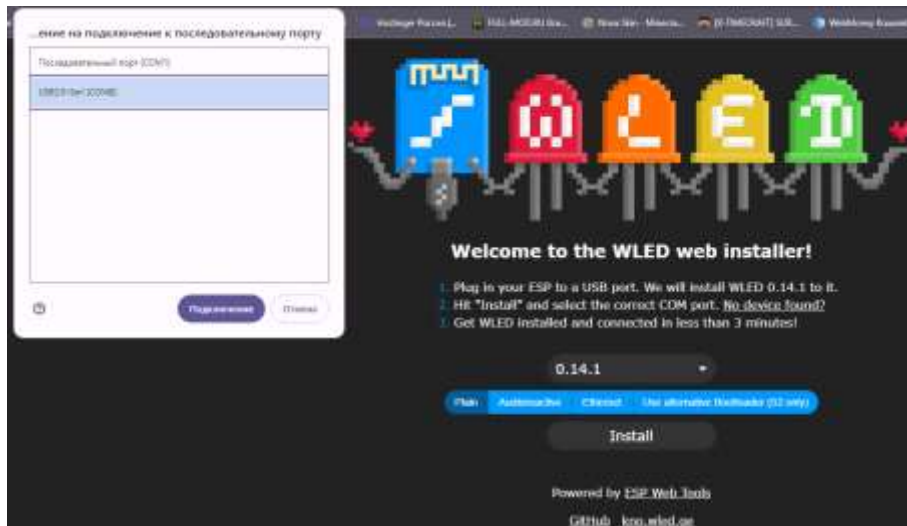 ...ение на подключение к последовательному порту
Последовательный порт (COM1)
Подключение
Отмена
WLED
Welcome to the WLED web installer!
1. Plug in your ESP to a USB port. We will install WLED 0.14.1 to it.
2. Hit "Install" and select the correct COM port. No device found?
3. Get WLED installed and connected in less than 3 minutes!
0.14.1
Plain Audioreactive Ethernet Use alternative Bootloader (S2 only)
Install
Powered by ESP Web Tools
GitHub kno.wled.ge